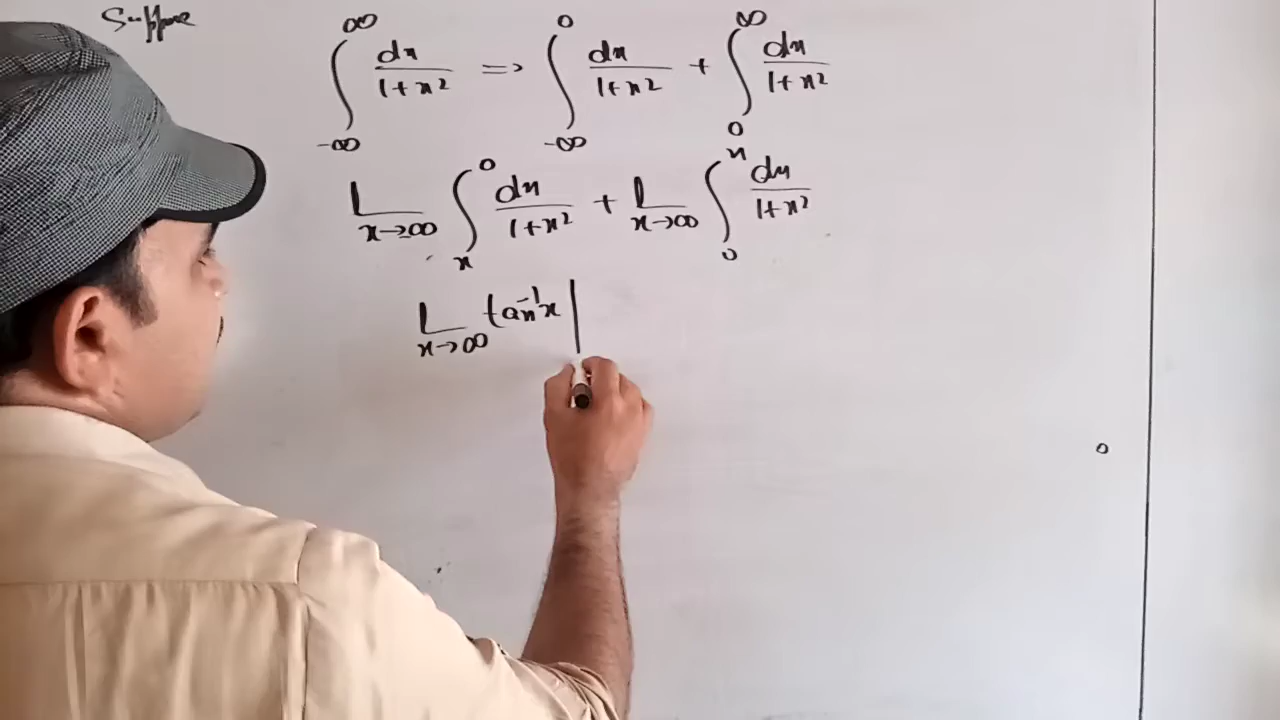 Suppose
∫_{-∞}^{∞} dx/(1+x²) => ∫_{-∞}^{0} dx/(1+x²) + ∫_{0}^{∞} dx/(1+x²)
L_{x→∞} ∫_{x}^{0} dx/(1+x²) + L_{x→∞} ∫_{0}^{x} dx/(1+x²)
L_{x→∞} tan⁻¹x |